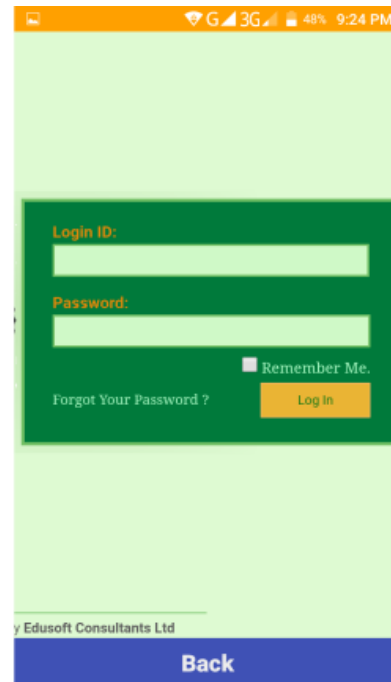 G 3G 48% 9:24 PM
Login ID:
Password:
Remember Me.
Forgot Your Password ?
Log In
y Edusoft Consultants Ltd
Back